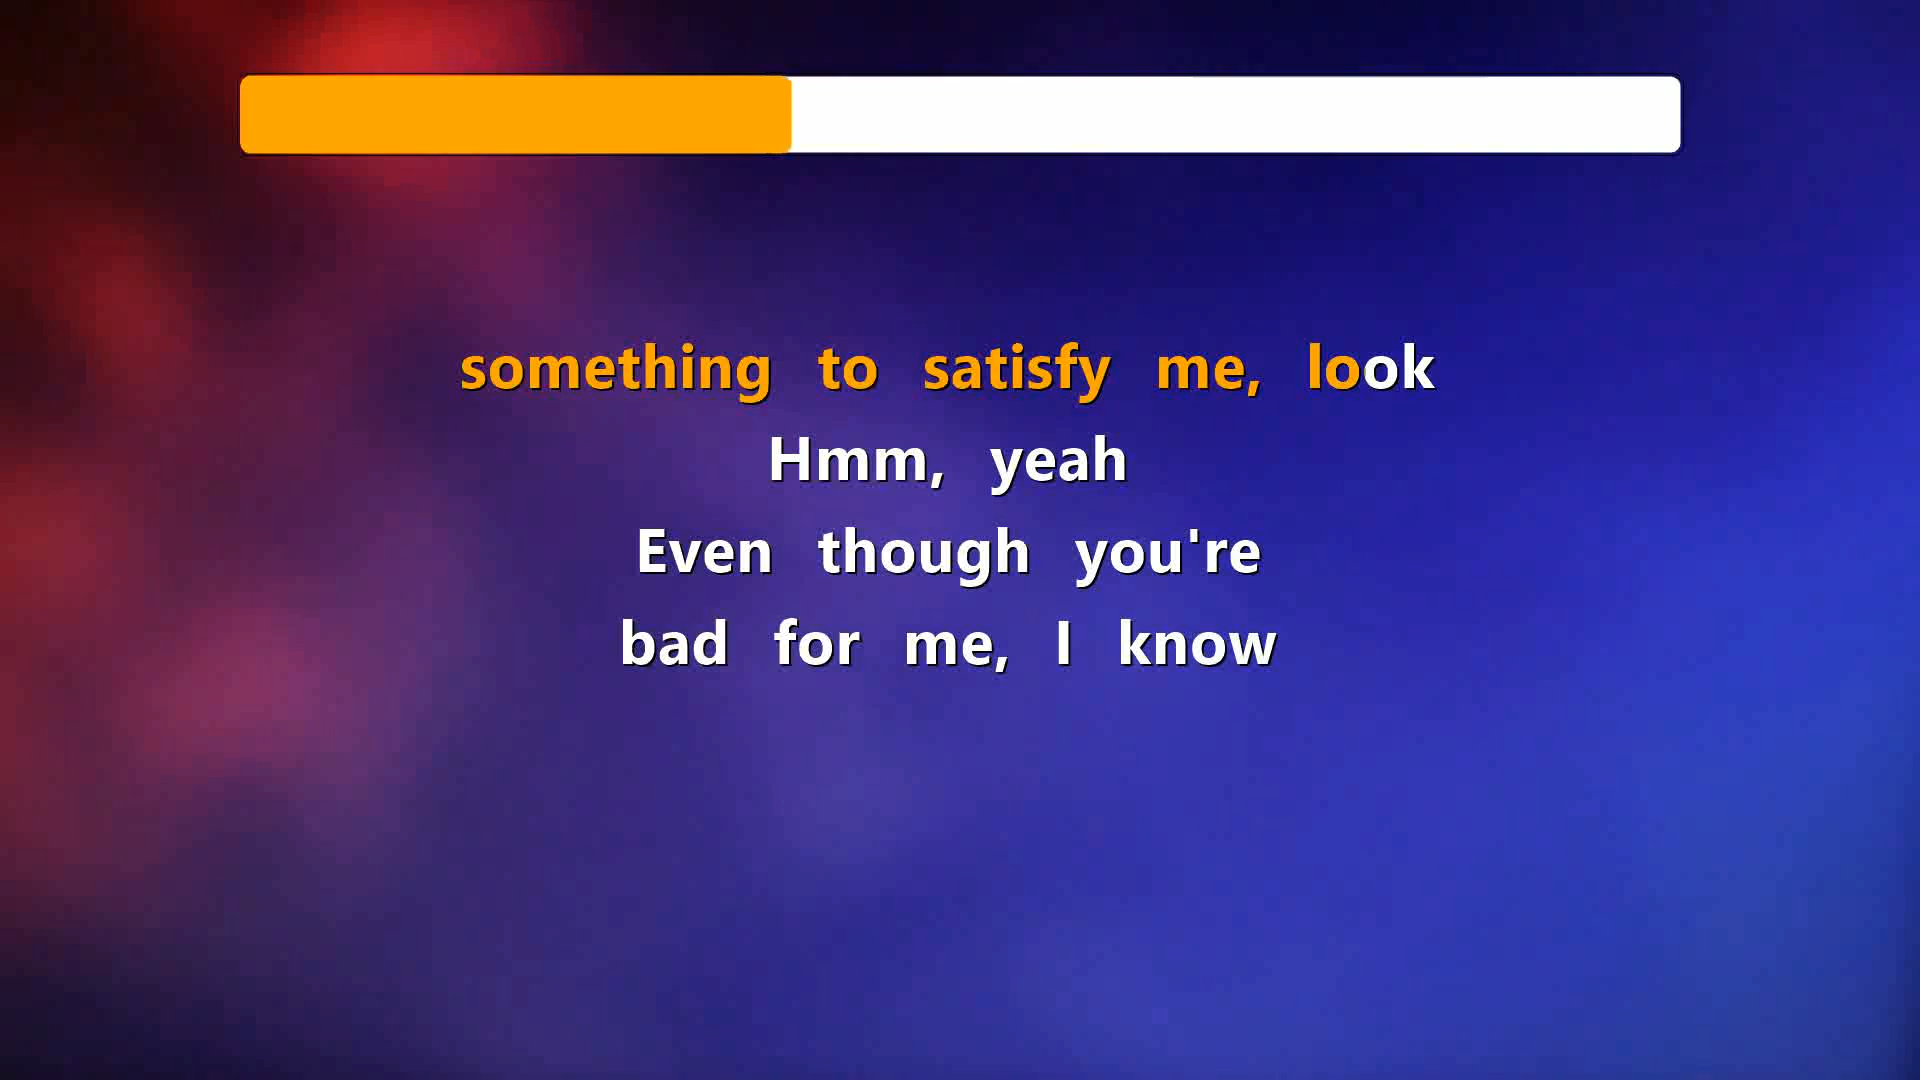 something to satisfy me, look
Hmm, yeah
Even though you're
bad for me, I know